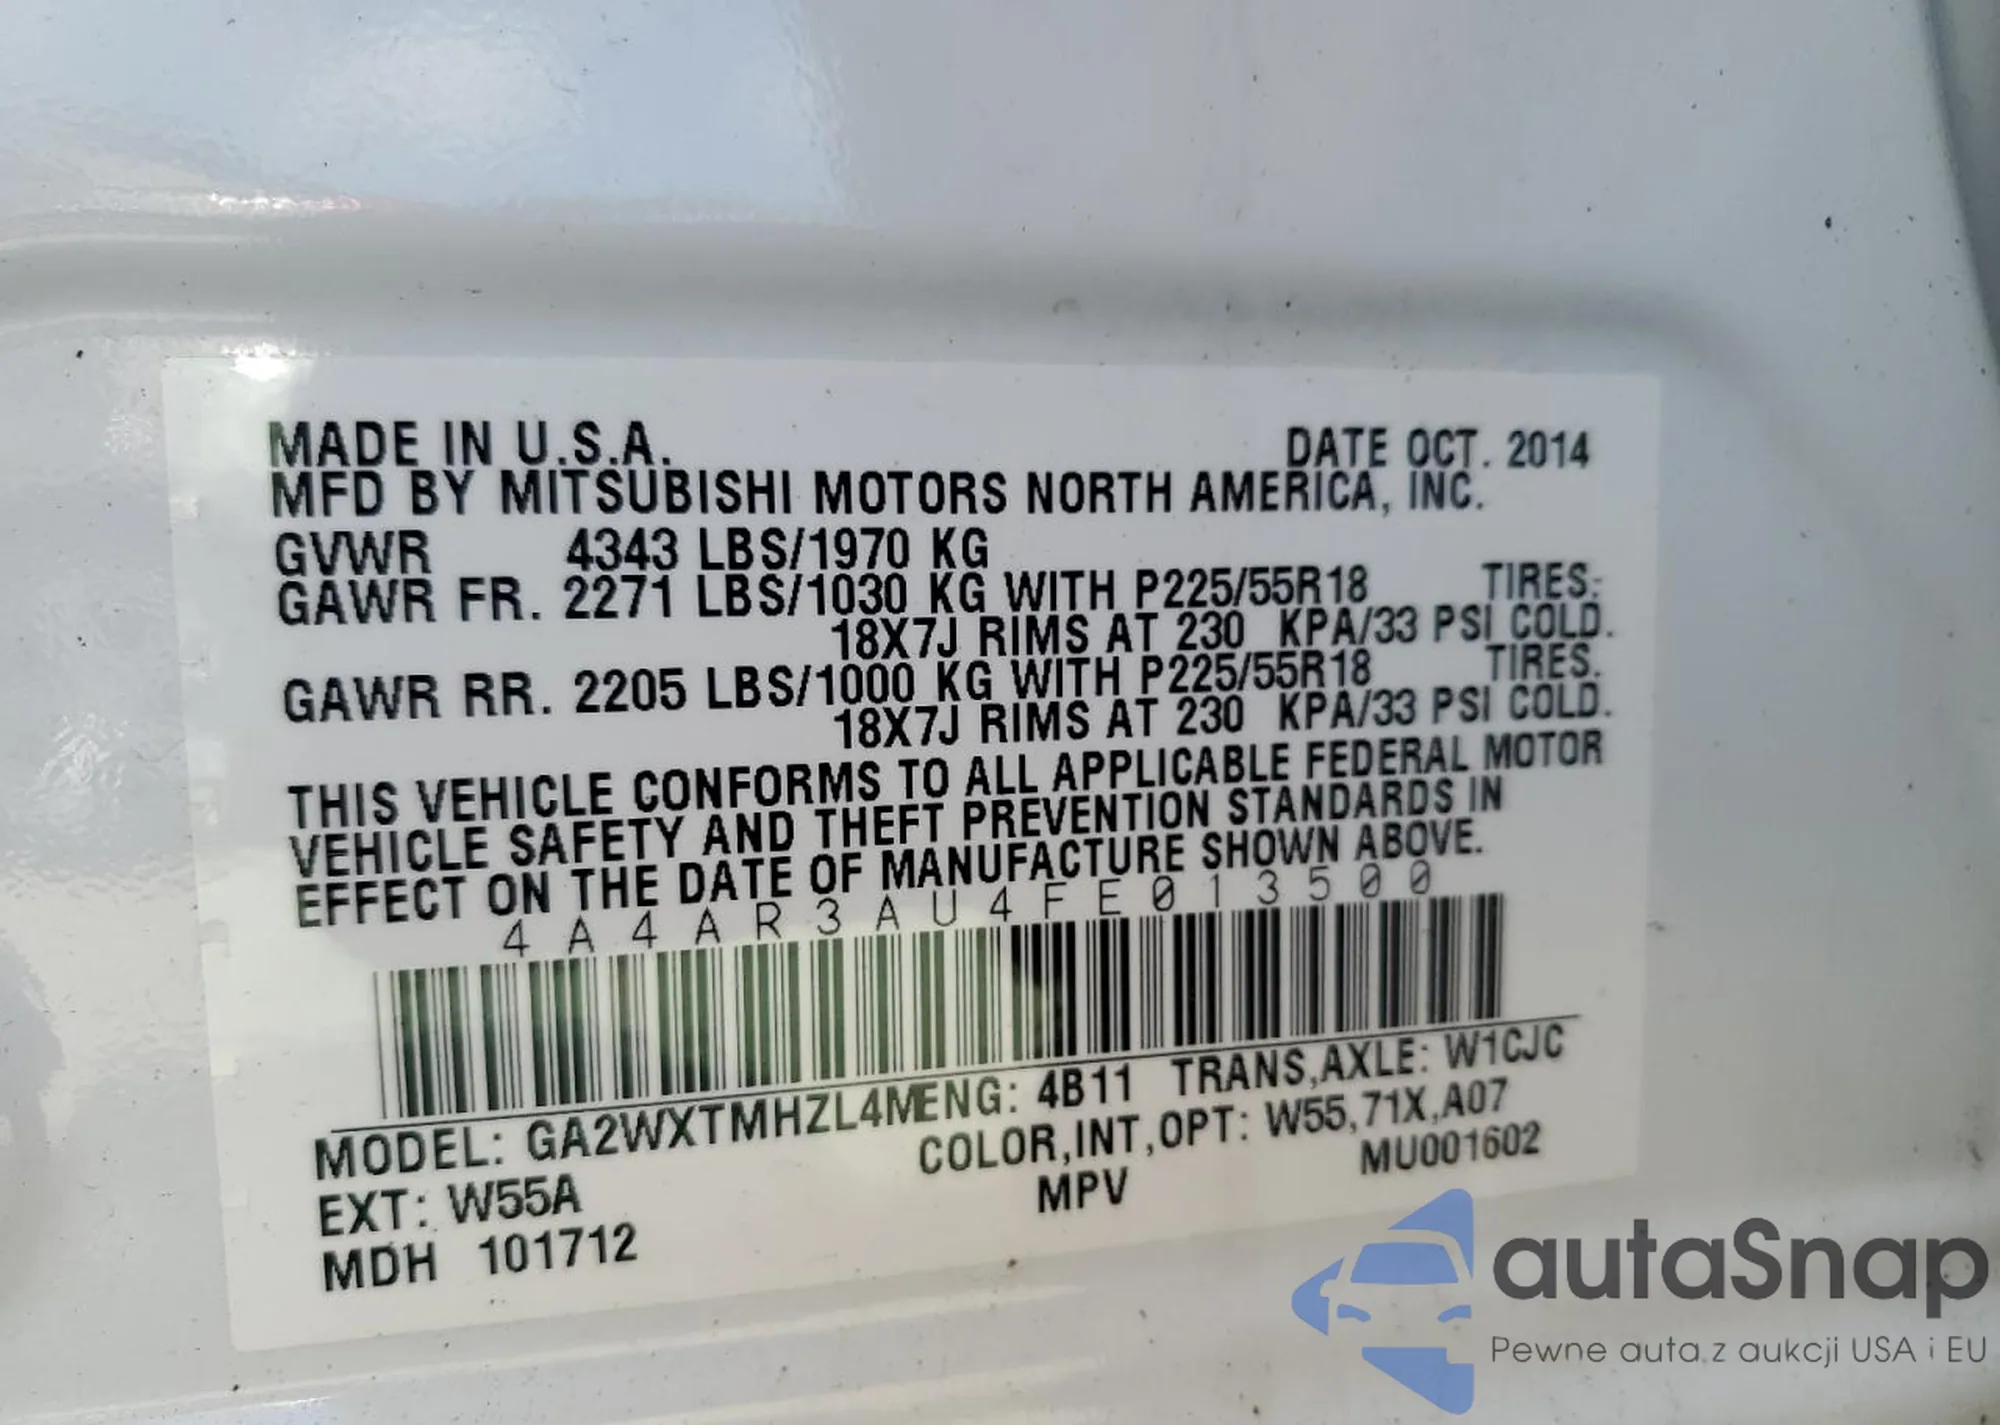 MADE IN U.S.A. DATE OCT. 2014
MFD BY MITSUBISHI MOTORS NORTH AMERICA, INC.
GVWR 4343 LBS/1970 KG
GAWR FR. 2271 LBS/1030 KG WITH P225/55R18 TIRES.
18X7J RIMS AT 230 KPA/33 PSI COLD.
GAWR RR. 2205 LBS/1000 KG WITH P225/55R18 TIRES.
18X7J RIMS AT 230 KPA/33 PSI COLD.
THIS VEHICLE CONFORMS TO ALL APPLICABLE FEDERAL MOTOR
VEHICLE SAFETY AND THEFT PREVENTION STANDARDS IN
EFFECT ON THE DATE OF MANUFACTURE SHOWN ABOVE.
4A4AR3AU4FE013500
MODEL: GA2WXTMHZL4M ENG: 4B11 TRANS,AXLE: W1CJC
EXT: W55A COLOR,INT,OPT: W55,71X,A07
MDH 101712 MPV MU001602
autaSnap
Pewne auta z aukcji USA i EU